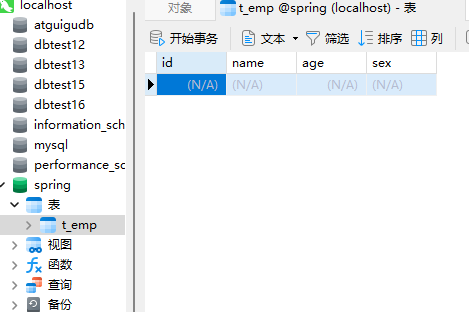 localhost
atguigudb
dbtest12
dbtest13
dbtest15
dbtest16
information_sch
mysql
performance_sc
spring
表
t_emp
视图
函数
查询
备份
对象
t_emp @spring (localhost) - 表
开始事务 文本 筛选 排序 列
id name age sex
(N/A) (N/A) (N/A) (N/A)